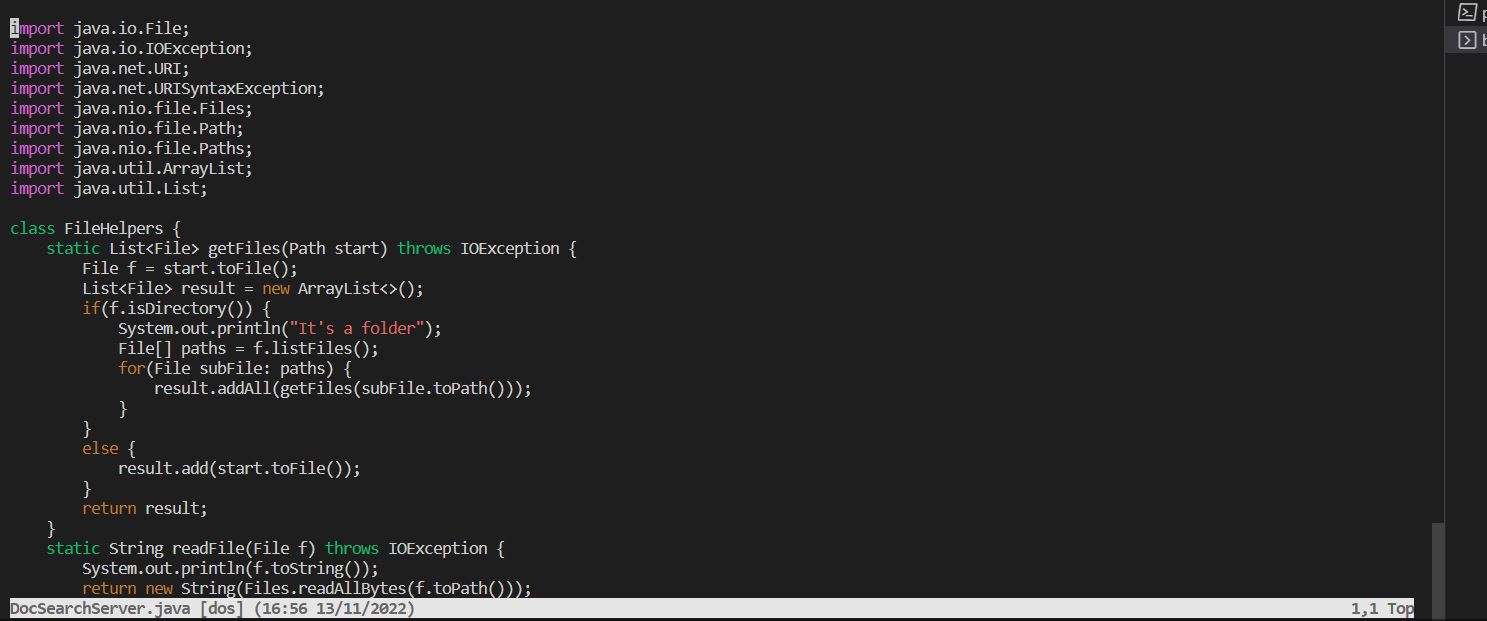 import java.io.File;
import java.io.IOException;
import java.net.URI;
import java.net.URISyntaxException;
import java.nio.file.Files;
import java.nio.file.Path;
import java.nio.file.Paths;
import java.util.ArrayList;
import java.util.List;

class FileHelpers {
    static List<File> getFiles(Path start) throws IOException {
        File f = start.toFile();
        List<File> result = new ArrayList<>();
        if(f.isDirectory()) {
            System.out.println("It's a folder");
            File[] paths = f.listFiles();
            for(File subFile: paths) {
                result.addAll(getFiles(subFile.toPath()));
            }
        }
        else {
            result.add(start.toFile());
        }
        return result;
    }
    static String readFile(File f) throws IOException {
        System.out.println(f.toString());
        return new String(Files.readAllBytes(f.toPath()));
DocSearchServer.java [dos] (16:56 13/11/2022) 1,1 Top